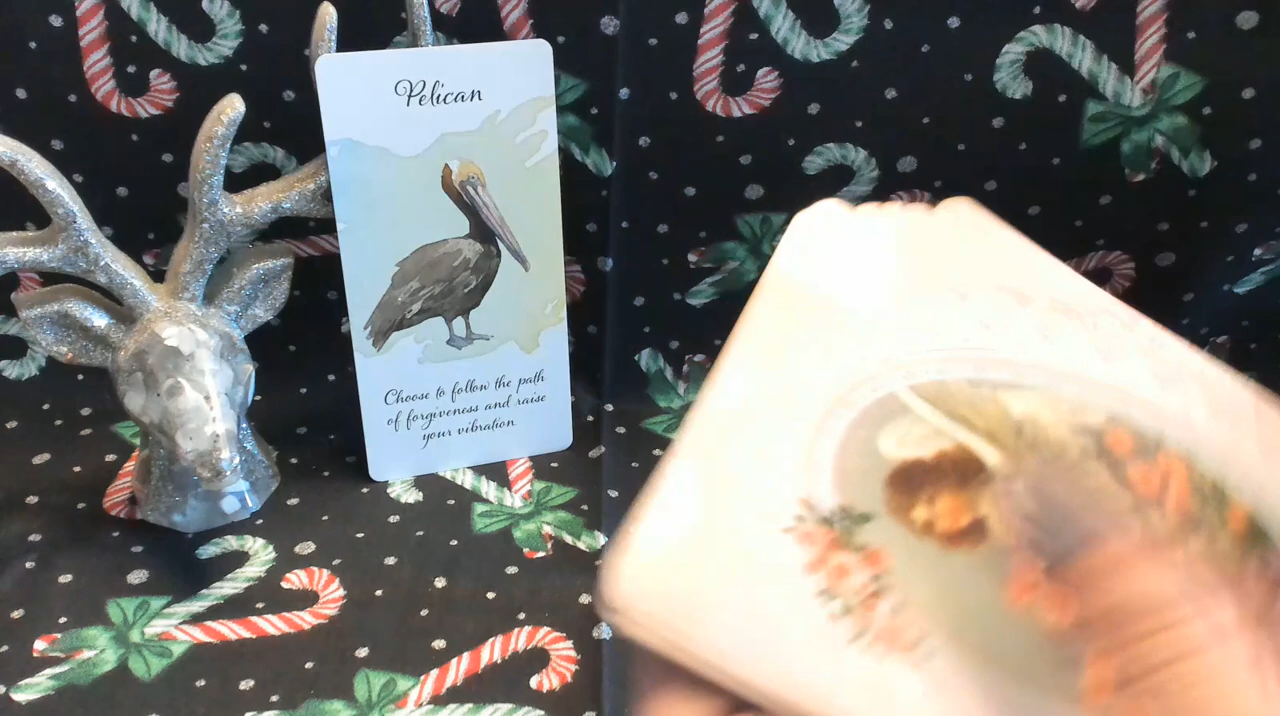 Pelican
Choose to follow the path
of forgiveness and raise
your vibration.